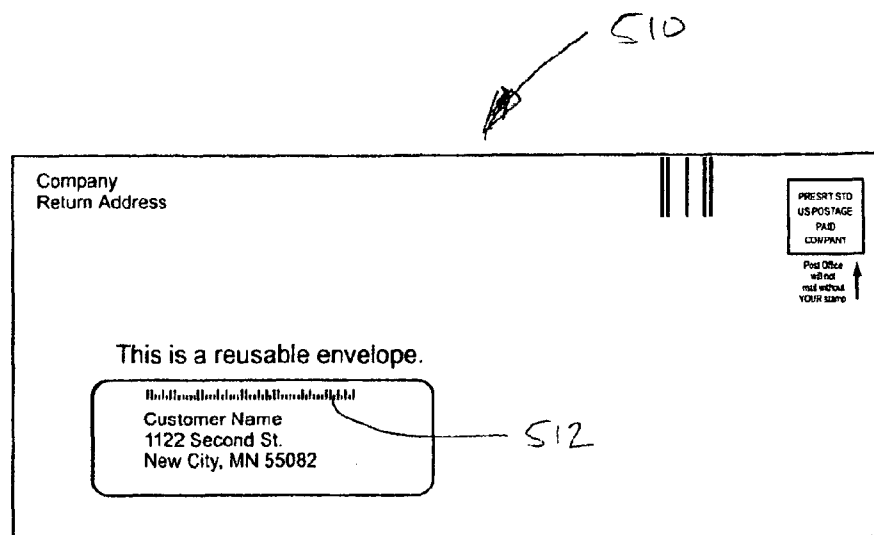 510
Company
Return Address
PRESRT STD
US POSTAGE
PAID
COMPANY
Post Office
will not
mail without
YOUR stamp
This is a reusable envelope.
Customer Name
1122 Second St.
New City, MN 55082
512